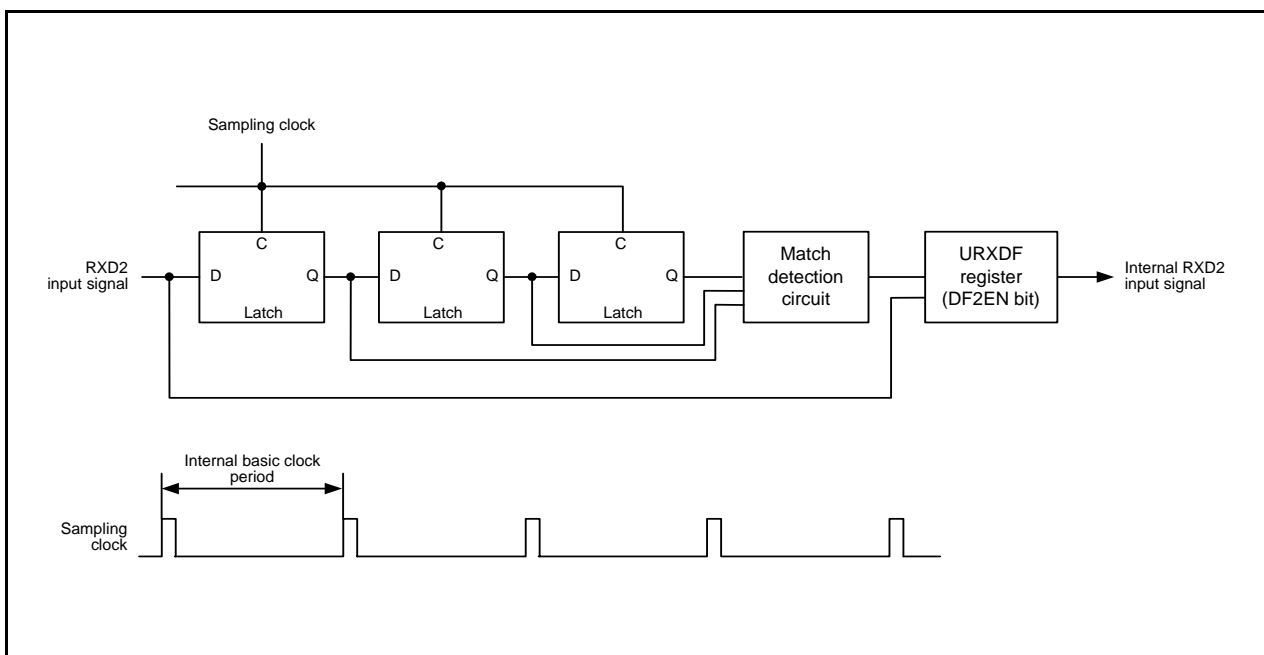 Sampling clock
C
C
C
RXD2
input signal
D
Q
D
Q
D
Q
Latch
Latch
Latch
Match
detection
circuit
URXDF
register
(DF2EN bit)
Internal RXD2
input signal
Internal basic clock
period
Sampling
clock